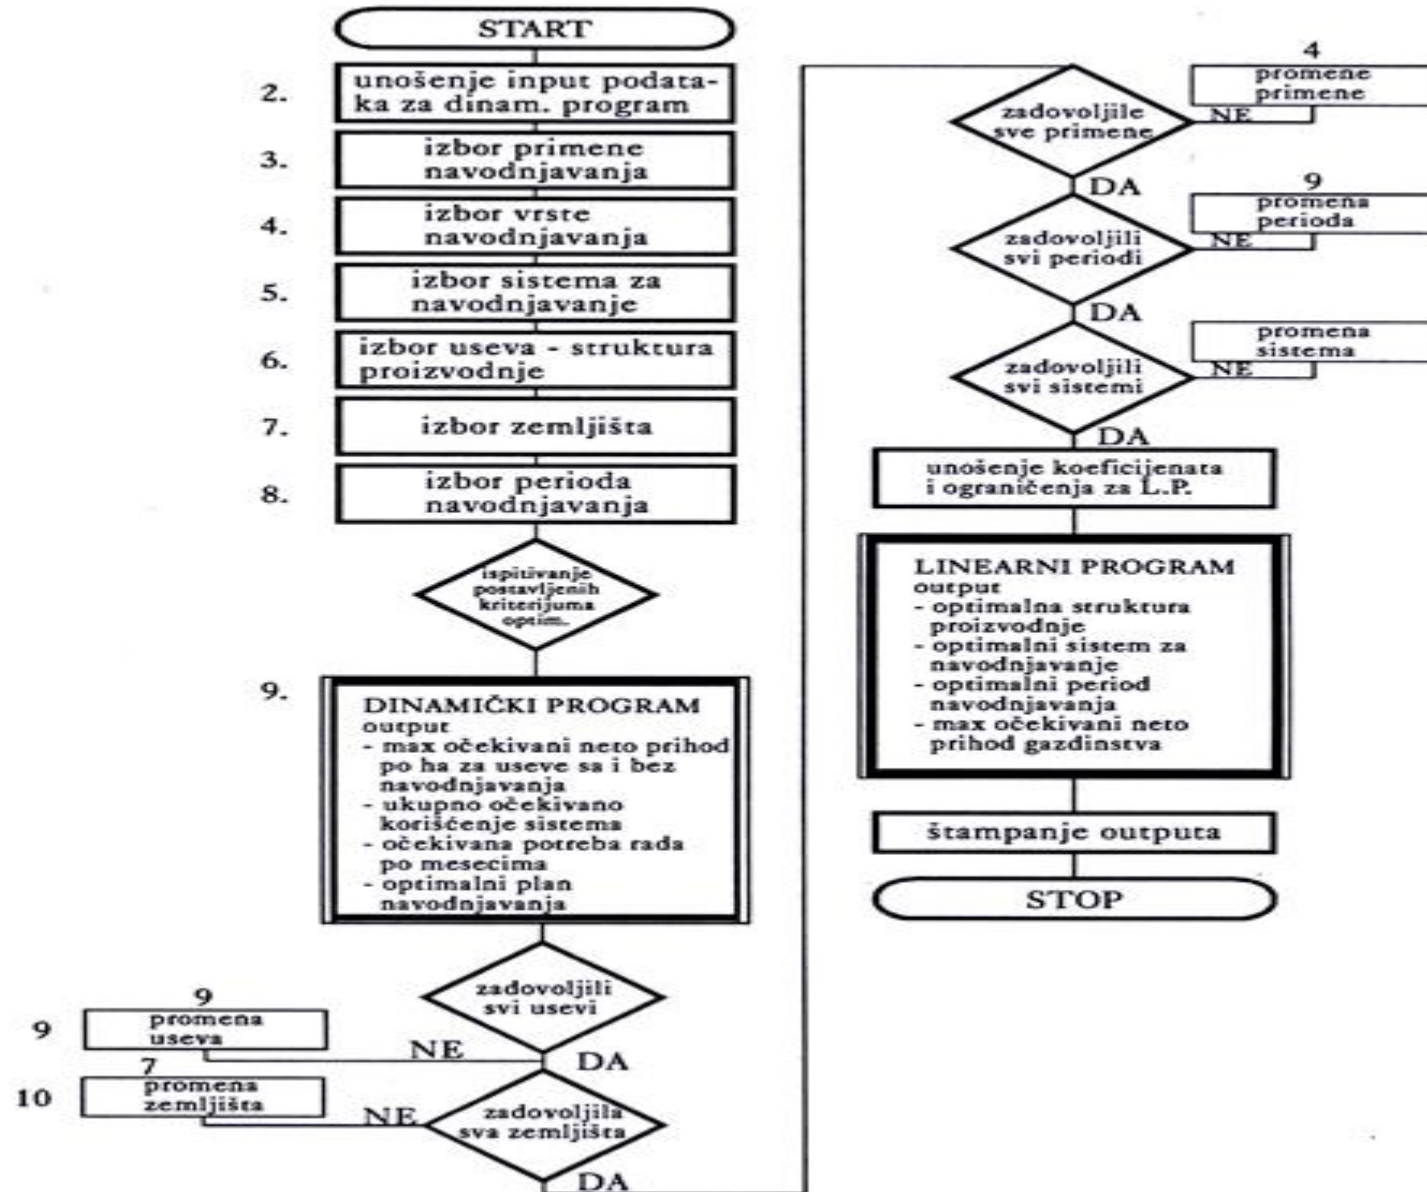 START
2.
unošenje input podata-
ka za dinam. program
3.
izbor primene
navodnjavanja
4.
izbor vrste
navodnjavanja
5.
izbor sistema za
navodnjavanje
6.
izbor useva - struktura
proizvodnje
7.
izbor zemljišta
8.
izbor perioda
navodnjavanja
ispitivanje
postavljenih
kriterijuma
optim.
9.
DINAMIČKI PROGRAM
output
- max očekivani neto prihod
po ha za useve sa i bez
navodnjavanja
- ukupno očekivano
korišćenje sistema
- očekivana potreba rada
po mesecima
- optimalni plan
navodnjavanja
zadovoljili
svi usevi
9
9
promena
useva
NE
DA
7
10
promena
zemljišta
NE
zadovoljila
sva zemljišta
DA
4
promene
primene
zadovoljile
sve primene
NE
DA
9
promena
perioda
zadovoljili
svi periodi
NE
DA
promena
sistema
zadovoljili
svi sistemi
NE
DA
unošenje koeficijenata
i ograničenja za L.P.
LINEARNI PROGRAM
output
- optimalna struktura
proizvodnje
- optimalni sistem za
navodnjavanje
- optimalni period
navodnjavanja
- max očekivani neto
prihod gazdinstva
štampanje outputa
STOP